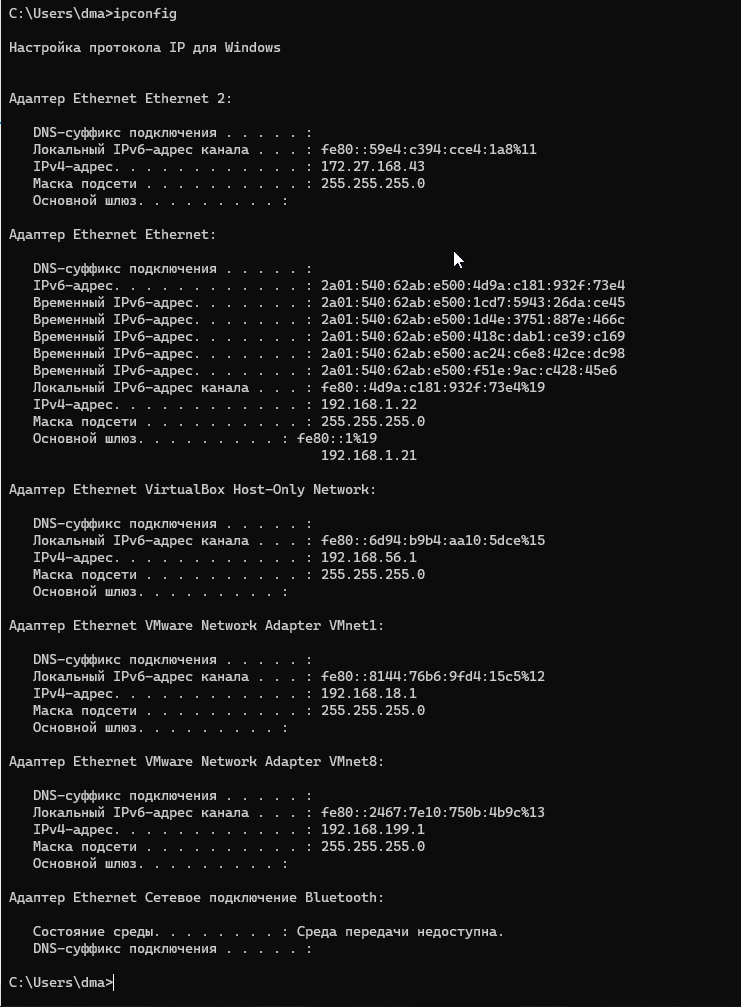 C:\Users\dma>ipconfig
Настройка протокола IP для Windows
Адаптер Ethernet Ethernet 2:
DNS-суффикс подключения . . . . . :
Локальный IPv6-адрес канала . . . : fe80::59e4:c394:cce4:1a8%11
IPv4-адрес. . . . . . . . . . . . : 172.27.168.43
Маска подсети . . . . . . . . . . : 255.255.255.0
Основной шлюз. . . . . . . . . :
Адаптер Ethernet Ethernet:
DNS-суффикс подключения . . . . . :
IPv6-адрес. . . . . . . . . . . . : 2a01:540:62ab:e500:4d9a:c181:932f:73e4
Временный IPv6-адрес. . . . . . . : 2a01:540:62ab:e500:1cd7:5943:26da:ce45
Временный IPv6-адрес. . . . . . . : 2a01:540:62ab:e500:1d4e:3751:887e:466c
Временный IPv6-адрес. . . . . . . : 2a01:540:62ab:e500:418c:dab1:ce39:c169
Временный IPv6-адрес. . . . . . . : 2a01:540:62ab:e500:ac24:c6e8:42ce:dc98
Временный IPv6-адрес. . . . . . . : 2a01:540:62ab:e500:f51e:9ac:c428:45e6
Локальный IPv6-адрес канала . . . : fe80::4d9a:c181:932f:73e4%19
IPv4-адрес. . . . . . . . . . . . : 192.168.1.22
Маска подсети . . . . . . . . . . : 255.255.255.0
Основной шлюз. . . . . . . . . : fe80::1%19
192.168.1.21
Адаптер Ethernet VirtualBox Host-Only Network:
DNS-суффикс подключения . . . . . :
Локальный IPv6-адрес канала . . . : fe80::6d94:b9b4:aa10:5dce%15
IPv4-адрес. . . . . . . . . . . . : 192.168.56.1
Маска подсети . . . . . . . . . . : 255.255.255.0
Основной шлюз. . . . . . . . . :
Адаптер Ethernet VMware Network Adapter VMnet1:
DNS-суффикс подключения . . . . . :
Локальный IPv6-адрес канала . . . : fe80::8144:76b6:9fd4:15c5%12
IPv4-адрес. . . . . . . . . . . . : 192.168.18.1
Маска подсети . . . . . . . . . . : 255.255.255.0
Основной шлюз. . . . . . . . . :
Адаптер Ethernet VMware Network Adapter VMnet8:
DNS-суффикс подключения . . . . . :
Локальный IPv6-адрес канала . . . : fe80::2467:7e10:750b:4b9c%13
IPv4-адрес. . . . . . . . . . . . : 192.168.199.1
Маска подсети . . . . . . . . . . : 255.255.255.0
Основной шлюз. . . . . . . . . :
Адаптер Ethernet Сетевое подключение Bluetooth:
Состояние среды. . . . . . . . : Среда передачи недоступна.
DNS-суффикс подключения . . . . . :
C:\Users\dma>